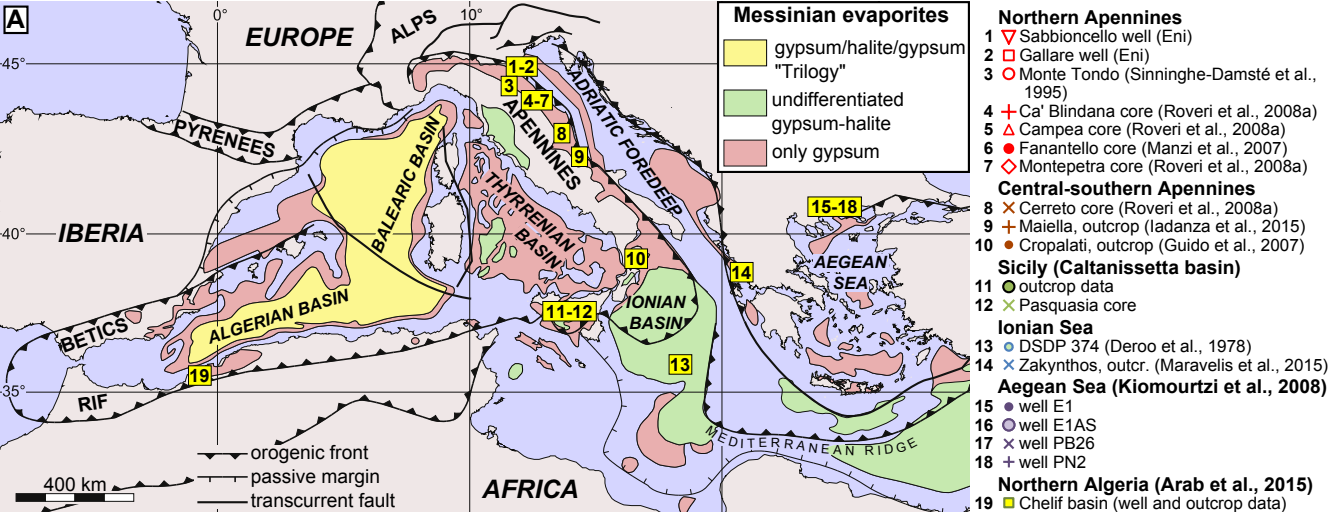 A
0°
10°
EUROPE
ALPS
45°
PYRENEES
1-2
3
4-7
8
9
APENNINES
ADRIATIC FOREDEEP
BALEARIC BASIN
THYRRENIAN
BASIN
IBERIA
40°
15-18
AEGEAN
SEA
10
14
IONIAN
BASIN
11-12
ALGERIAN BASIN
BETICS
13
19
35°
RIF
MEDITERRANEAN RIDGE
AFRICA
orogenic front
passive margin
transcurrent fault
400 km
Messinian evaporites
gypsum/halite/gypsum
"Trilogy"
undifferentiated
gypsum-halite
only gypsum
Northern Apennines
1 Sabbioncello well (Eni)
2 Gallare well (Eni)
3 Monte Tondo (Sinninghe-Damsté et al.,
1995)
4 Ca' Blindana core (Roveri et al., 2008a)
5 Campea core (Roveri et al., 2008a)
6 Fanantello core (Manzi et al., 2007)
7 Montepetra core (Roveri et al., 2008a)
Central-southern Apennines
8 Cerreto core (Roveri et al., 2008a)
9 Maiella, outcrop (Iadanza et al., 2015)
10 Cropalati, outcrop (Guido et al., 2007)
Sicily (Caltanissetta basin)
11 outcrop data
12 Pasquasia core
Ionian Sea
13 DSDP 374 (Deroo et al., 1978)
14 Zakynthos, outcr. (Maravelis et al., 2015)
Aegean Sea (Kiomourtzi et al., 2008)
15 well E1
16 well E1AS
17 well PB26
18 well PN2
Northern Algeria (Arab et al., 2015)
19 Chelif basin (well and outcrop data)